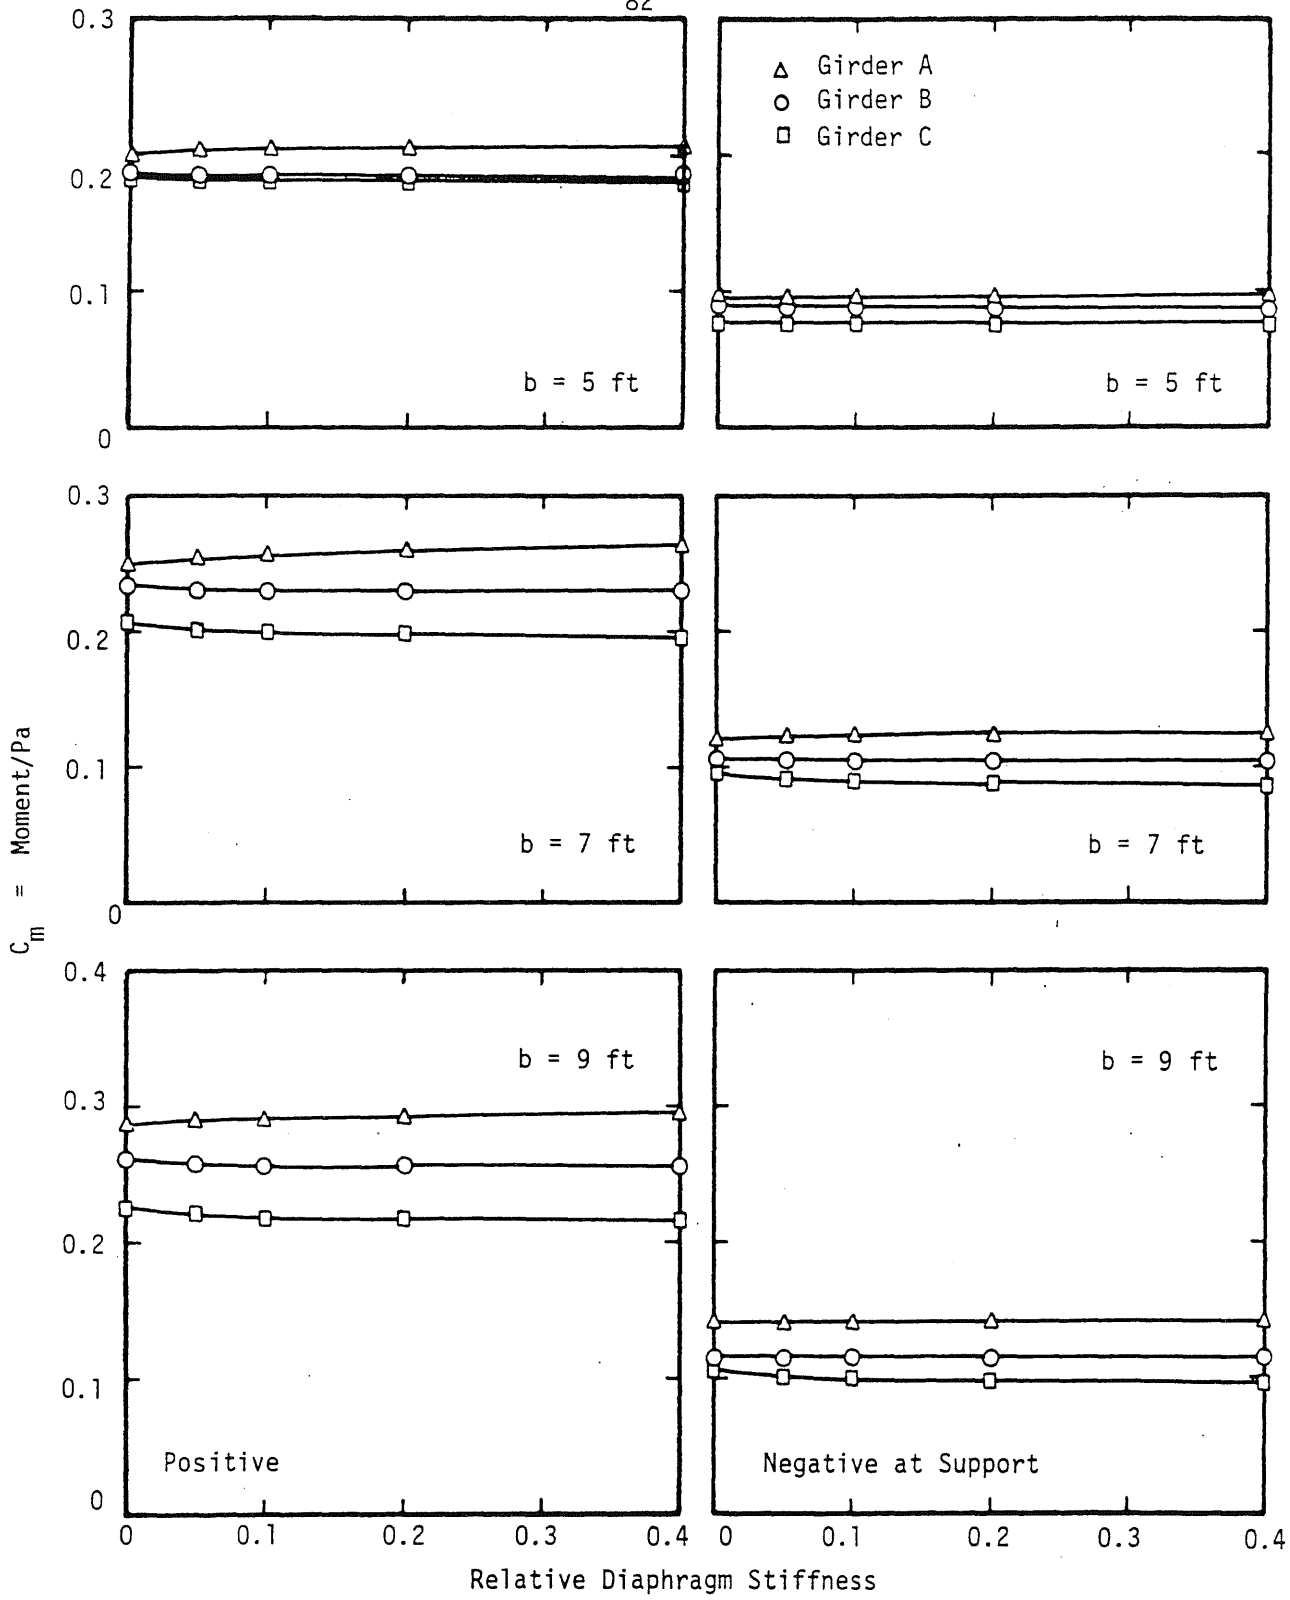 82
0.3
0.2
0.1
0
b = 5 ft
Girder A
Girder B
Girder C
b = 5 ft
0.3
0.2
0.1
0
b = 7 ft
b = 7 ft
C_m = Moment/Pa
0.4
0.3
0.2
0.1
0
b = 9 ft
Positive
b = 9 ft
Negative at Support
0 0.1 0.2 0.3 0.4
0 0.1 0.2 0.3 0.4
Relative Diaphragm Stiffness